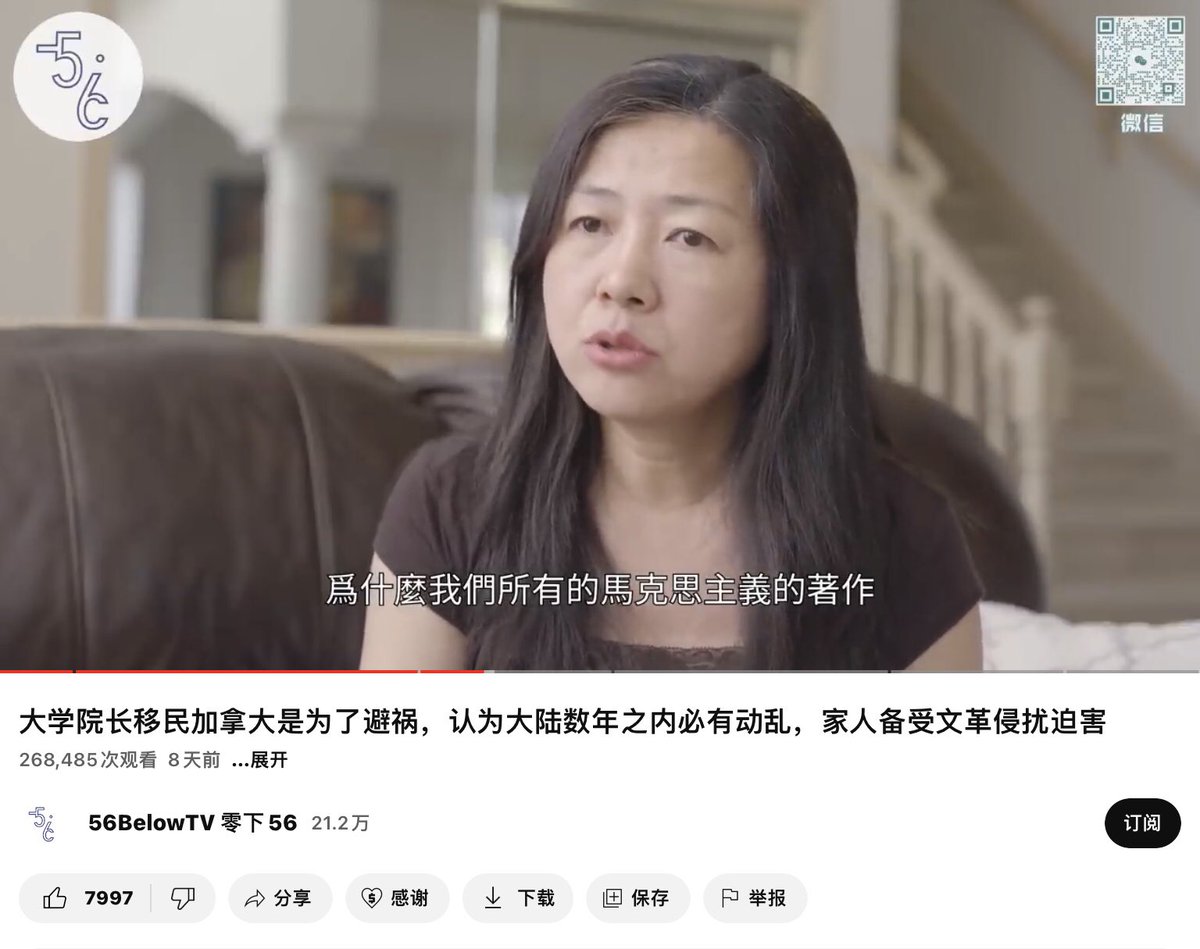 56c
微信
爲什麼我們所有的馬克思主義的著作
大学院长移民加拿大是为了避祸，认为大陆数年之内必有动乱，家人备受文革侵扰迫害
268,485次观看 8天前 ...展开
56c
56BelowTV 零下56 21.2万
订阅
7997 分享 感谢 下载 保存 举报